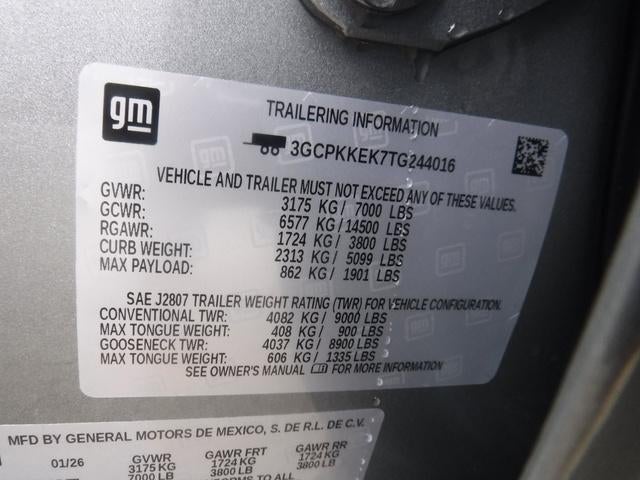 gm
TRAILERING INFORMATION
3GCPKKEK7TG244016
VEHICLE AND TRAILER MUST NOT EXCEED ANY OF THESE VALUES.
GVWR: 3175 KG / 7000 LBS
GCWR: 6577 KG / 14500 LBS
RGAWR: 1724 KG / 3800 LBS
CURB WEIGHT: 2313 KG / 5099 LBS
MAX PAYLOAD: 862 KG / 1901 LBS
SAE J2807 TRAILER WEIGHT RATING (TWR) FOR VEHICLE CONFIGURATION.
CONVENTIONAL TWR: 4082 KG / 9000 LBS
MAX TONGUE WEIGHT: 408 KG / 900 LBS
GOOSENECK TWR: 4037 KG / 8900 LBS
MAX TONGUE WEIGHT: 606 KG / 1335 LBS
SEE OWNER'S MANUAL FOR MORE INFORMATION
MFD BY GENERAL MOTORS DE MEXICO, S. DE R.L. DE C.V.
01/26 GVWR GAWR FRT GAWR RR
3175 KG 1724 KG 1724 KG
7000 LB 3800 LB 3800 LB
TO ALL